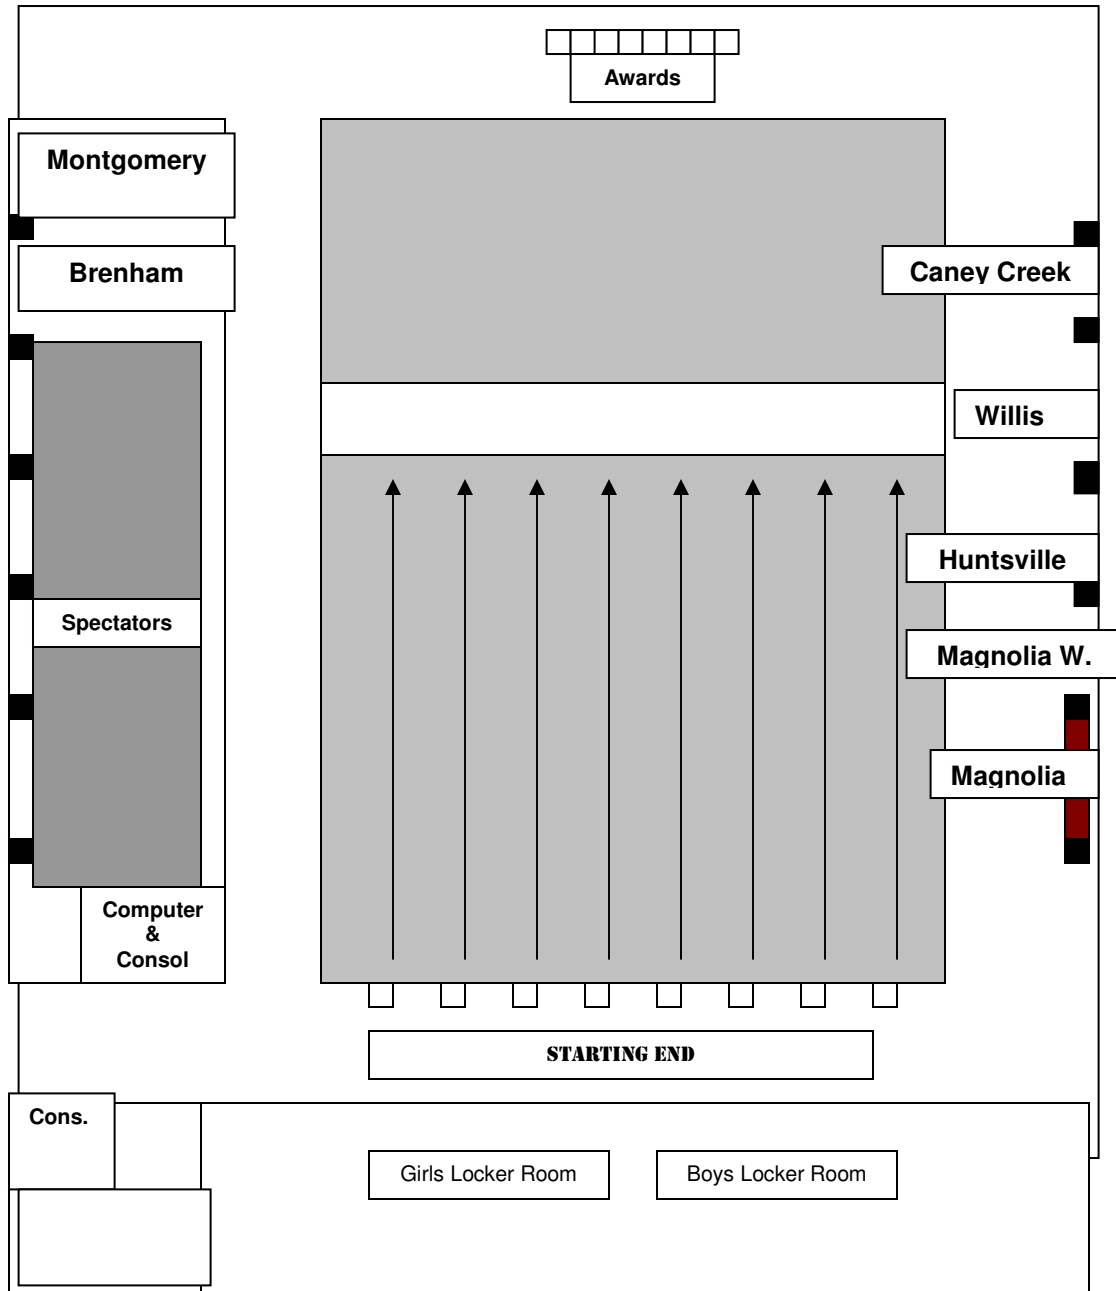 Awards
Montgomery
Brenham
Caney Creek
Willis
Huntsville
Spectators
Magnolia W.
Magnolia
Computer
&
Consol
STARTING END
Cons.
Girls Locker Room
Boys Locker Room